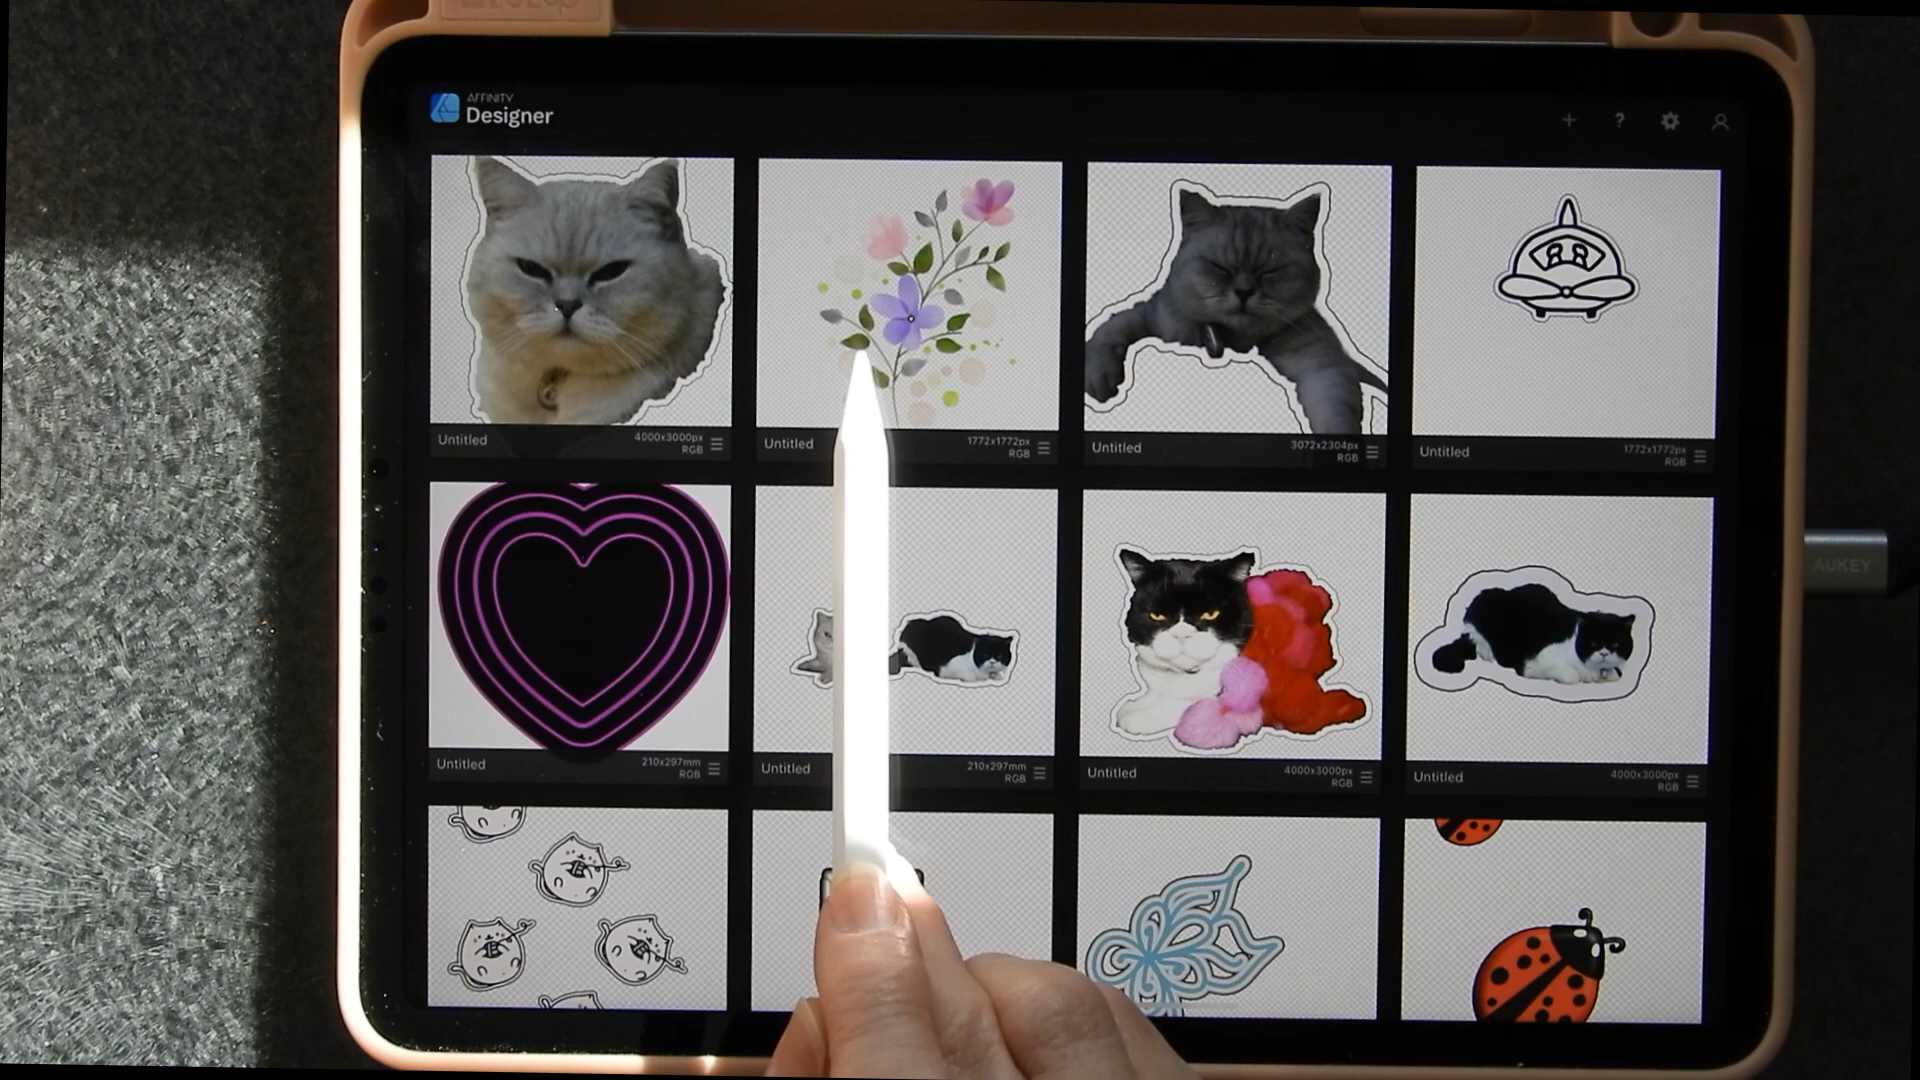 AFFINITY
Designer
?
Untitled
4000x3000px
RGB
Untitled
1772x1772px
RGB
Untitled
3072x2304px
RGB
Untitled
1772x1772px
RGB
AUKEY
Untitled
210x297mm
RGB
Untitled
210x297mm
RGB
Untitled
4000x3000px
RGB
Untitled
4000x3000px
RGB